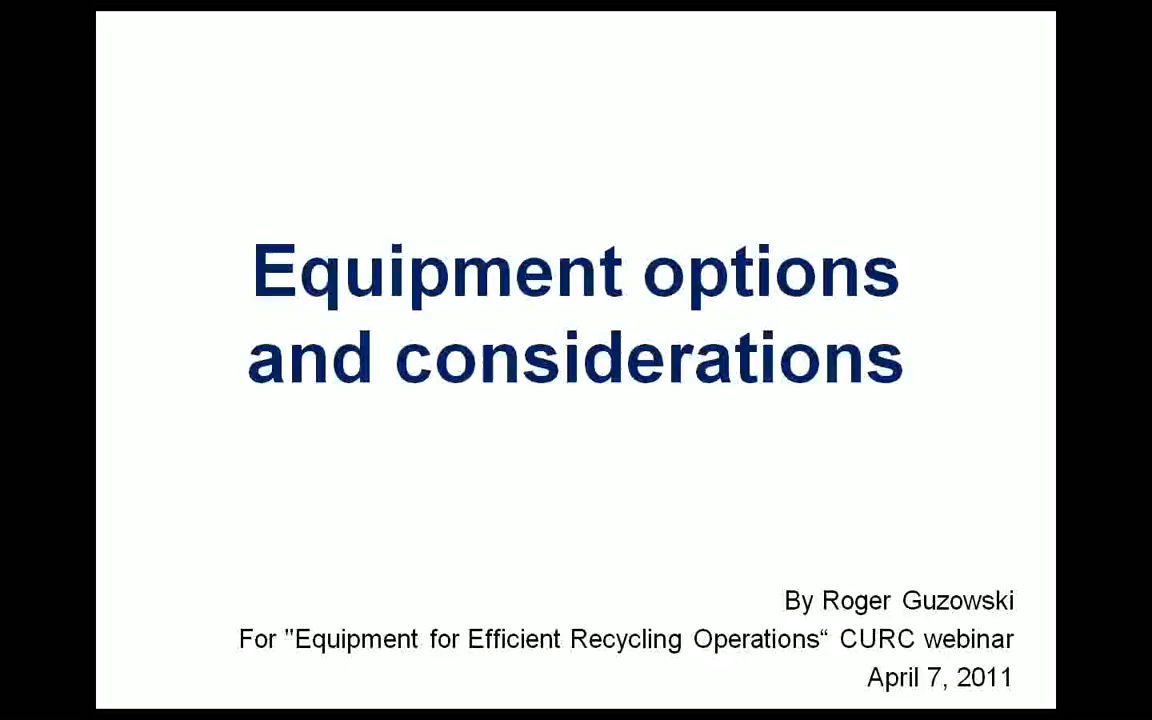 Equipment options
and considerations
By Roger Guzowski
For "Equipment for Efficient Recycling Operations“ CURC webinar
April 7, 2011